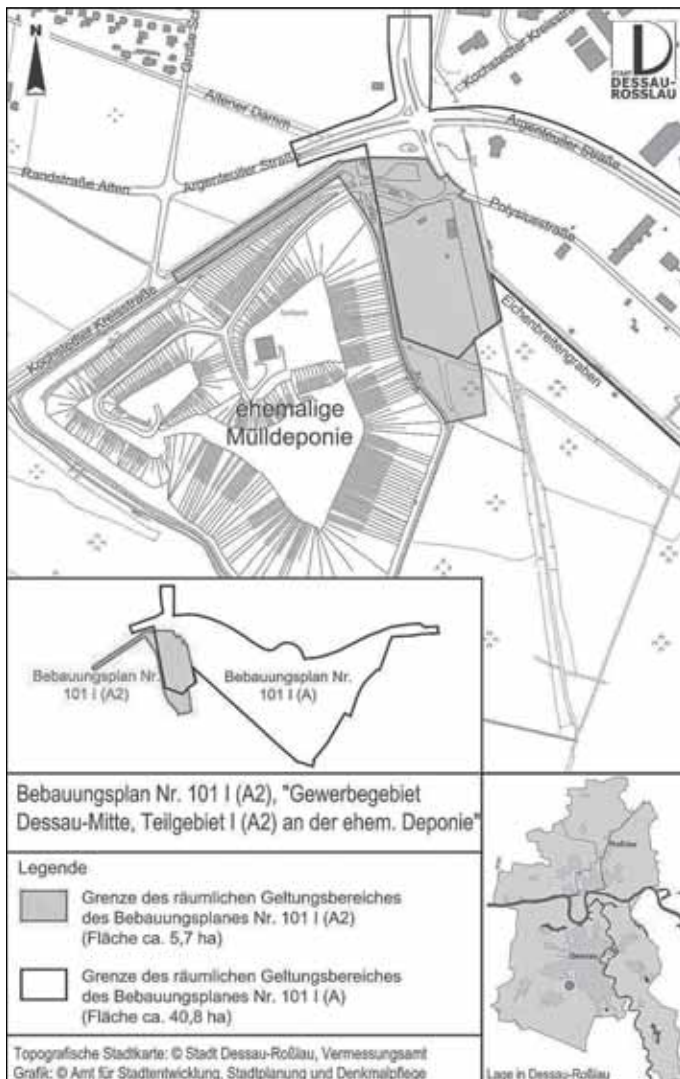 N
Große Sch
Kochstedter Kreisstraße
STADT
DESSAU-
ROSSLAU
Altener Damm
Argenteuiler Straße
Argenteuiler Straß
Randstraße Alten
Polysiusstraße
Kochstedter Kreisstraße
Eichenbreitengraben
ehemalige
Mülldeponie
Bebauungsplan Nr.
101 I (A2)
Bebauungsplan Nr.
101 I (A)
Bebauungsplan Nr. 101 I (A2), "Gewerbegebiet
Dessau-Mitte, Teilgebiet I (A2) an der ehem. Deponie"
Legende
Grenze des räumlichen Geltungsbereiches
des Bebauungsplanes Nr. 101 I (A2)
(Fläche ca. 5,7 ha)
Grenze des räumlichen Geltungsbereiches
des Bebauungsplanes Nr. 101 I (A)
(Fläche ca. 40,8 ha)
Roßlau
Dessau
Topografische Stadtkarte: © Stadt Dessau-Roßlau, Vermessungsamt
Grafik: © Amt für Stadtentwicklung, Stadtplanung und Denkmalpflege
Lage in Dessau-Roßlau